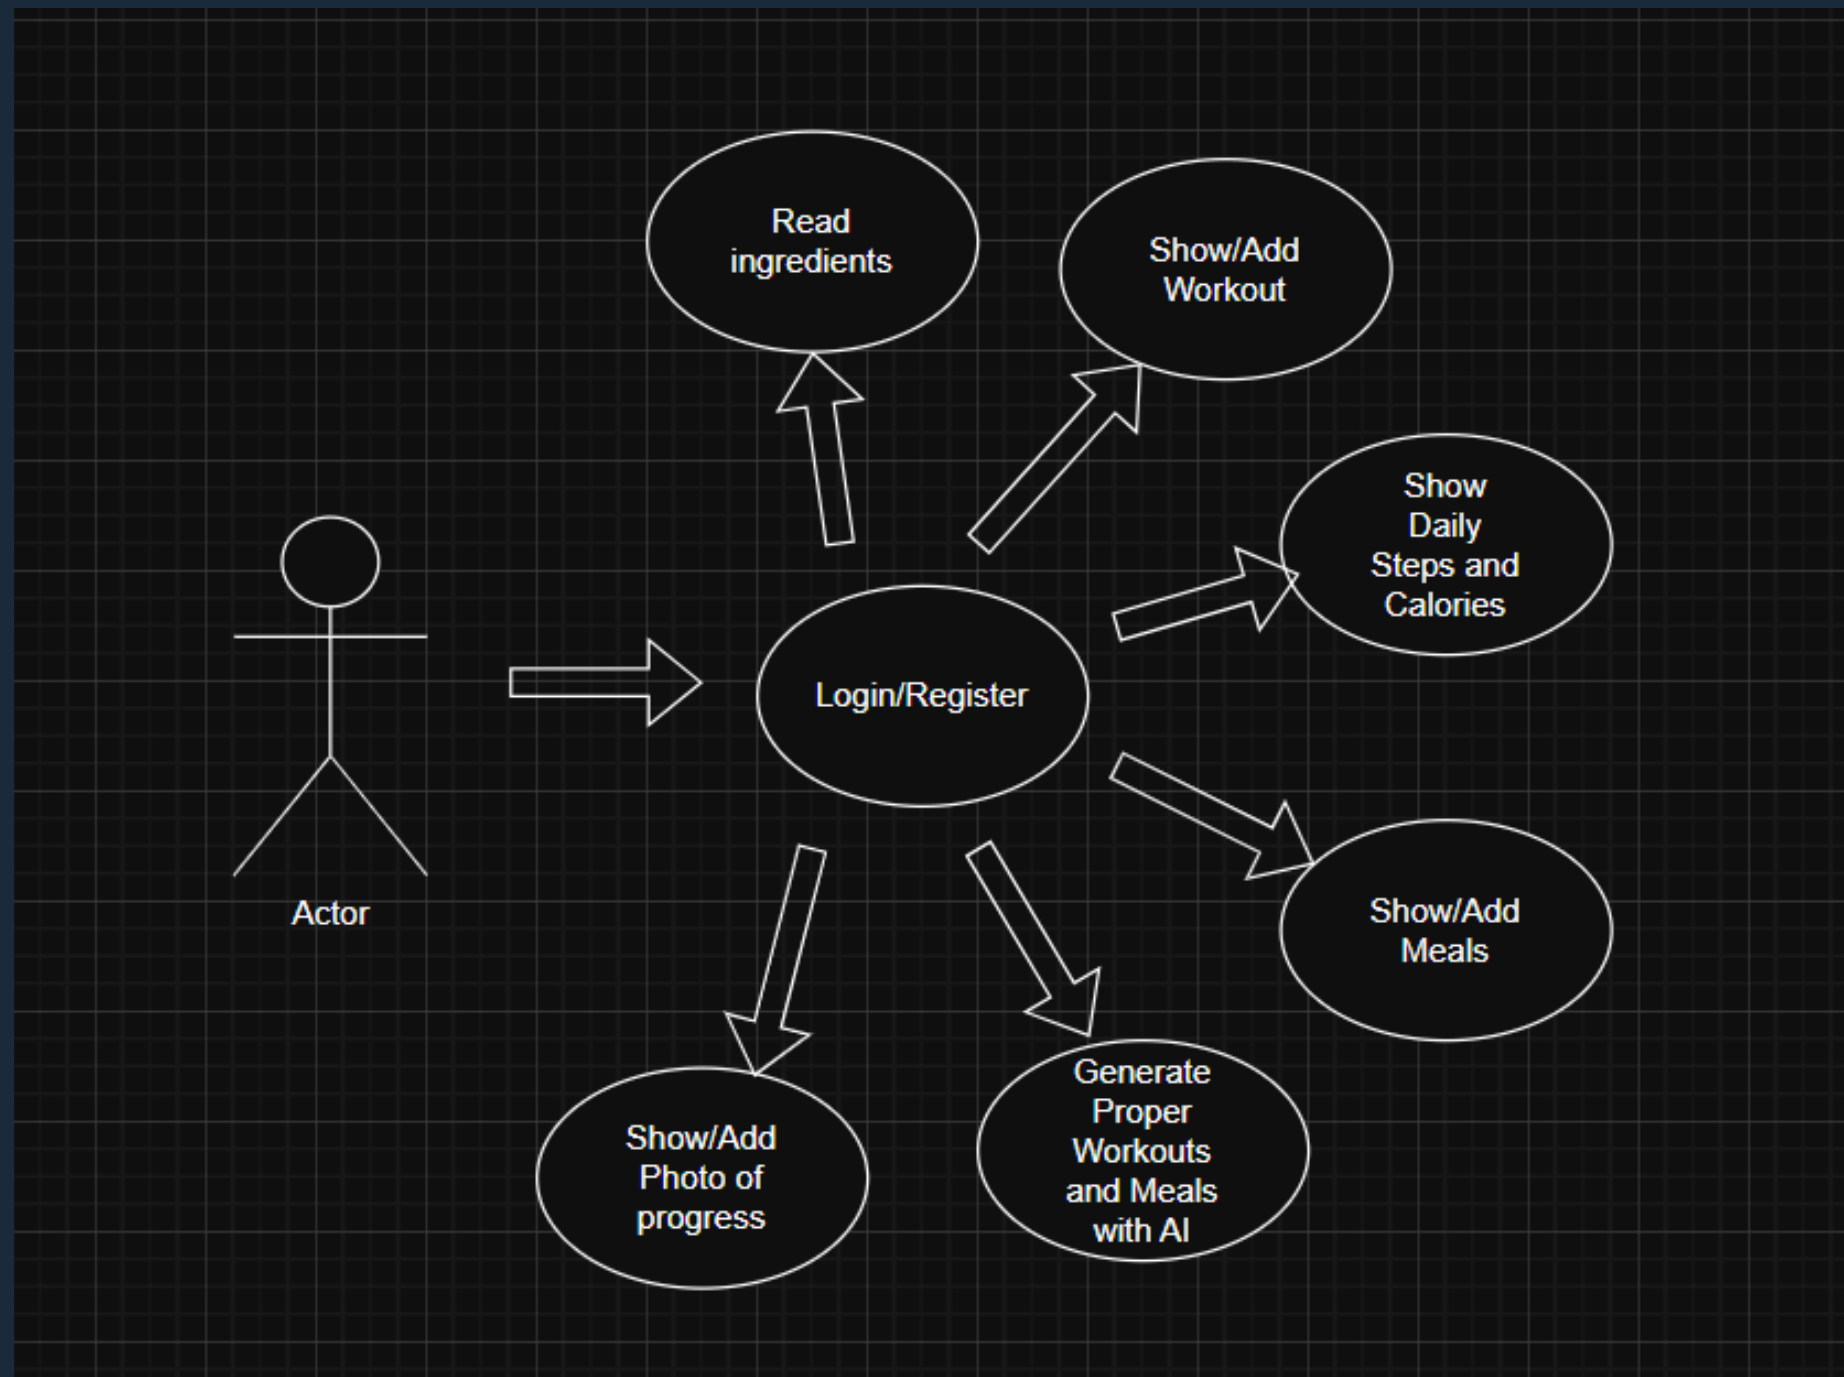 Read
ingredients
Show/Add
Workout
Show
Daily
Steps and
Calories
Login/Register
Actor
Show/Add
Meals
Generate
Proper
Workouts
and Meals
with AI
Show/Add
Photo of
progress